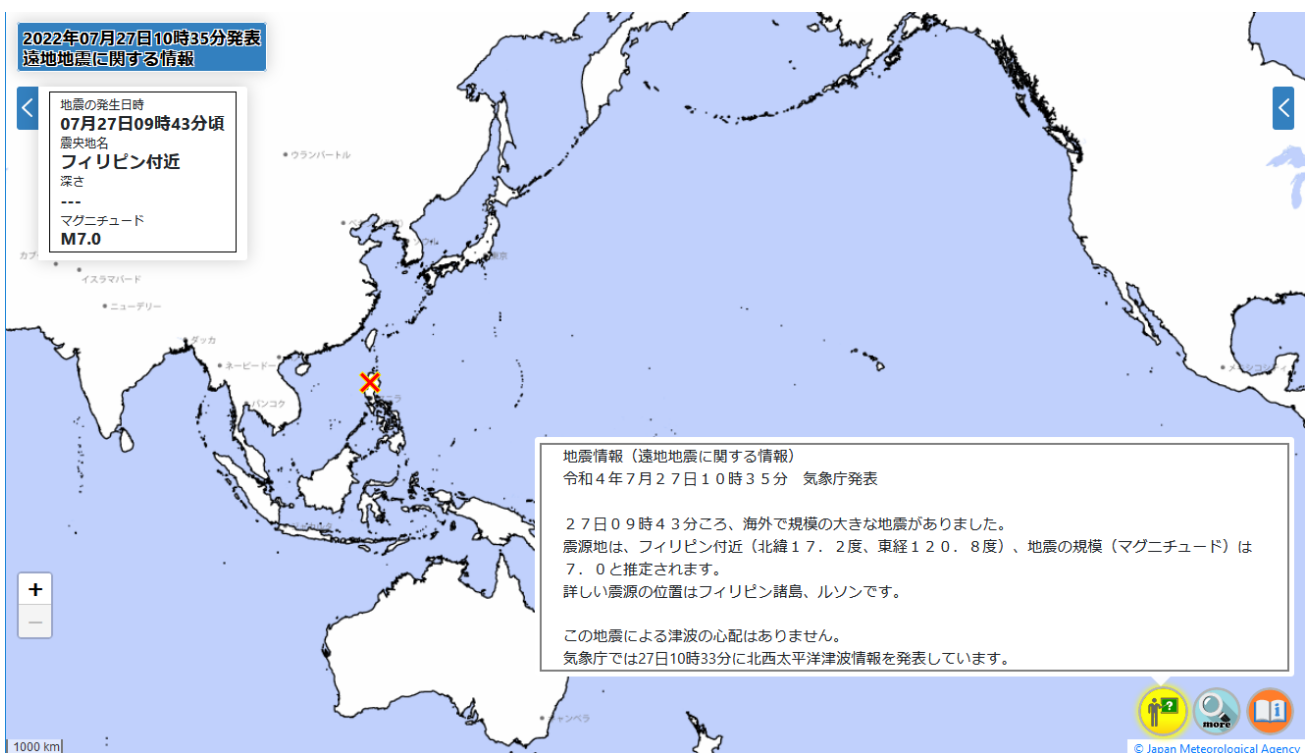 2022年07月27日10時35分発表
遠地地震に関する情報
地震の発生日時
07月27日09時43分頃
震央地名
フィリピン付近
深さ
---
マグニチュード
M7.0
ウランバートル
イスラマバード
ニューデリー
ダッカ
ネーピードー
バンコク
地震情報（遠地地震に関する情報）
令和４年７月２７日１０時３５分　気象庁発表
２７日０９時４３分ころ、海外で規模の大きな地震がありました。
震源地は、フィリピン付近（北緯１７．２度、東経１２０．８度）、地震の規模（マグニチュード）は
７．０と推定されます。
詳しい震源の位置はフィリピン諸島、ルソンです。
この地震による津波の心配はありません。
気象庁では27日10時33分に北西太平洋津波情報を発表しています。
+
−
?
more
i
1000 km
© Japan Meteorological Agency